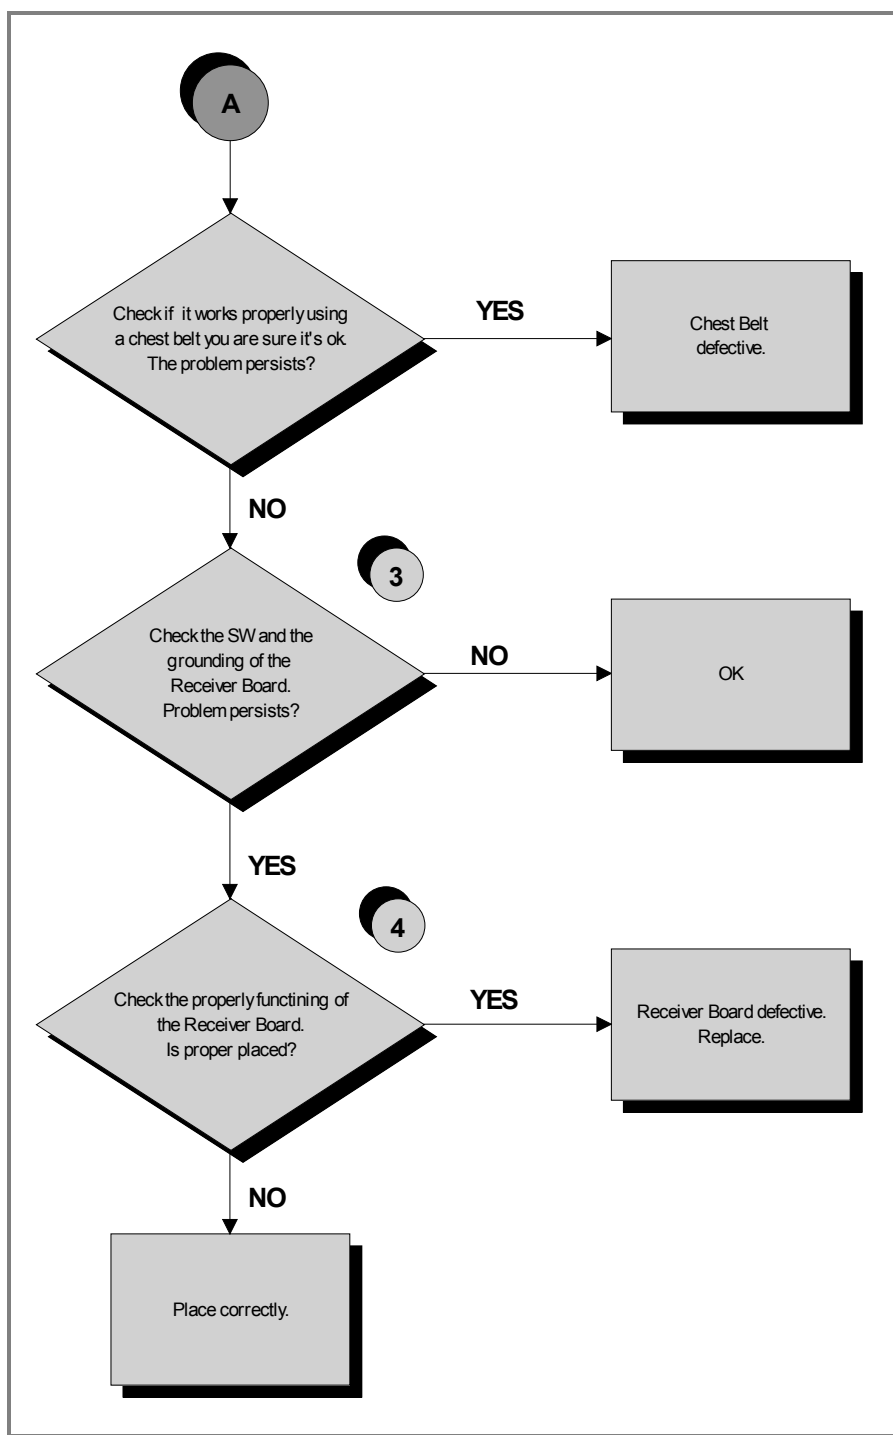 A
Check if it works properly using
a chest belt you are sure it's ok.
The problem persists?
YES
Chest Belt
defective.
NO
3
Check the SW and the
grounding of the
Receiver Board.
Problem persists?
NO
OK
YES
4
Check the properly functining of
the Receiver Board.
Is proper placed?
YES
Receiver Board defective.
Replace.
NO
Place correctly.